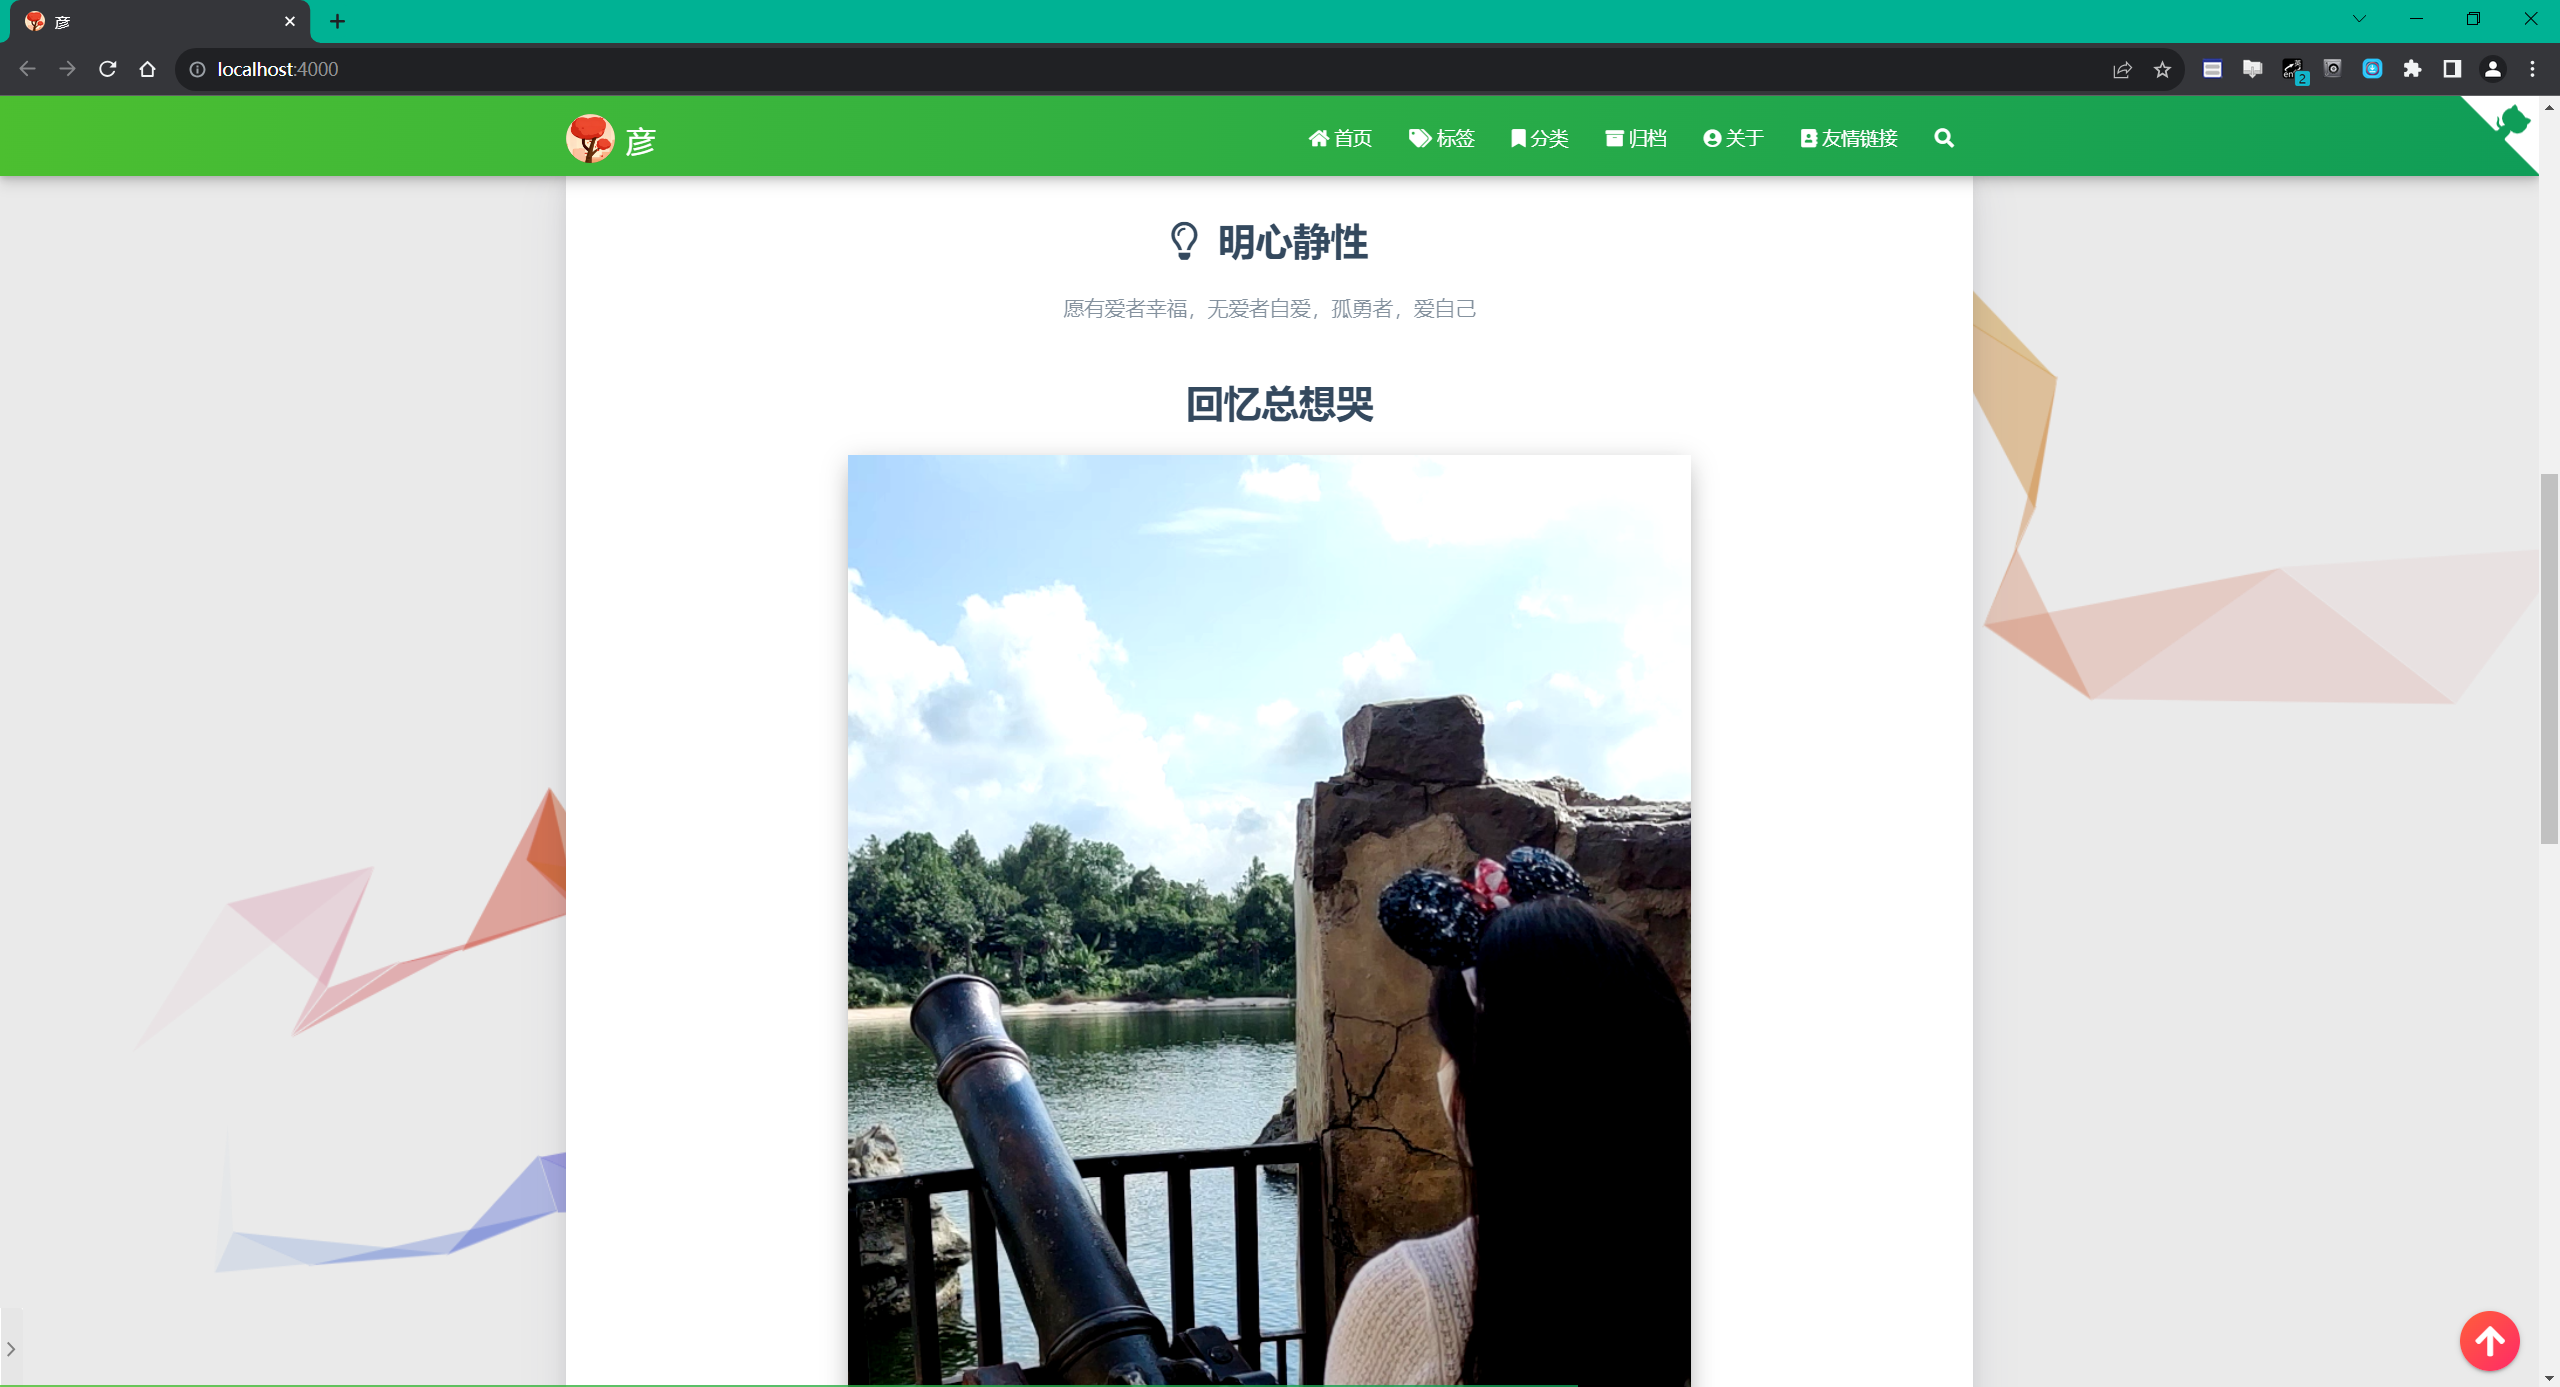 彦
localhost:4000
2
彦
首页 标签 分类 归档 关于 友情链接
明心静性
愿有爱者幸福，无爱者自爱，孤勇者，爱自己
回忆总想哭